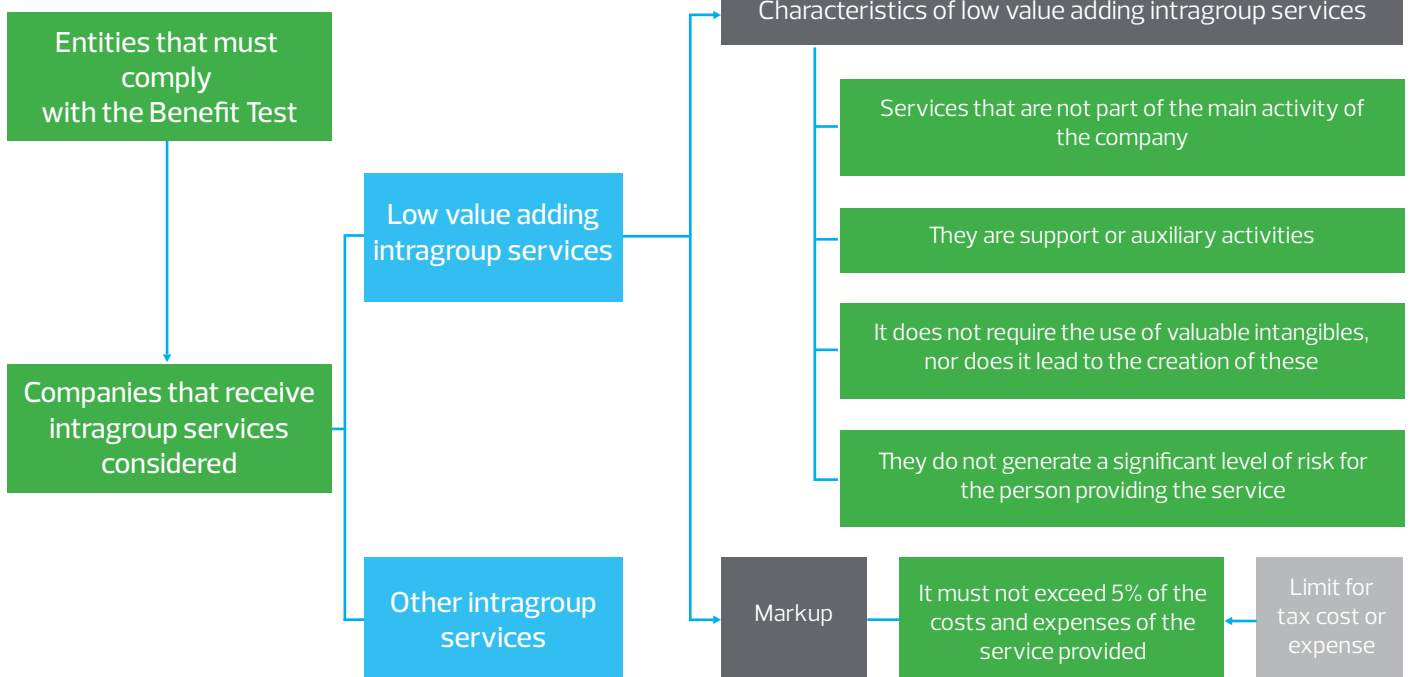 Characteristics of low value adding intragroup services
Entities that must
comply
with the Benefit Test
Services that are not part of the main activity of
the company
Low value adding
intragroup services
They are support or auxiliary activities
It does not require the use of valuable intangibles,
nor does it lead to the creation of these
Companies that receive
intragroup services
considered
They do not generate a significant level of risk for
the person providing the service
Other intragroup
services
Markup
It must not exceed 5% of the
costs and expenses of the
service provided
Limit for
tax cost or
expense